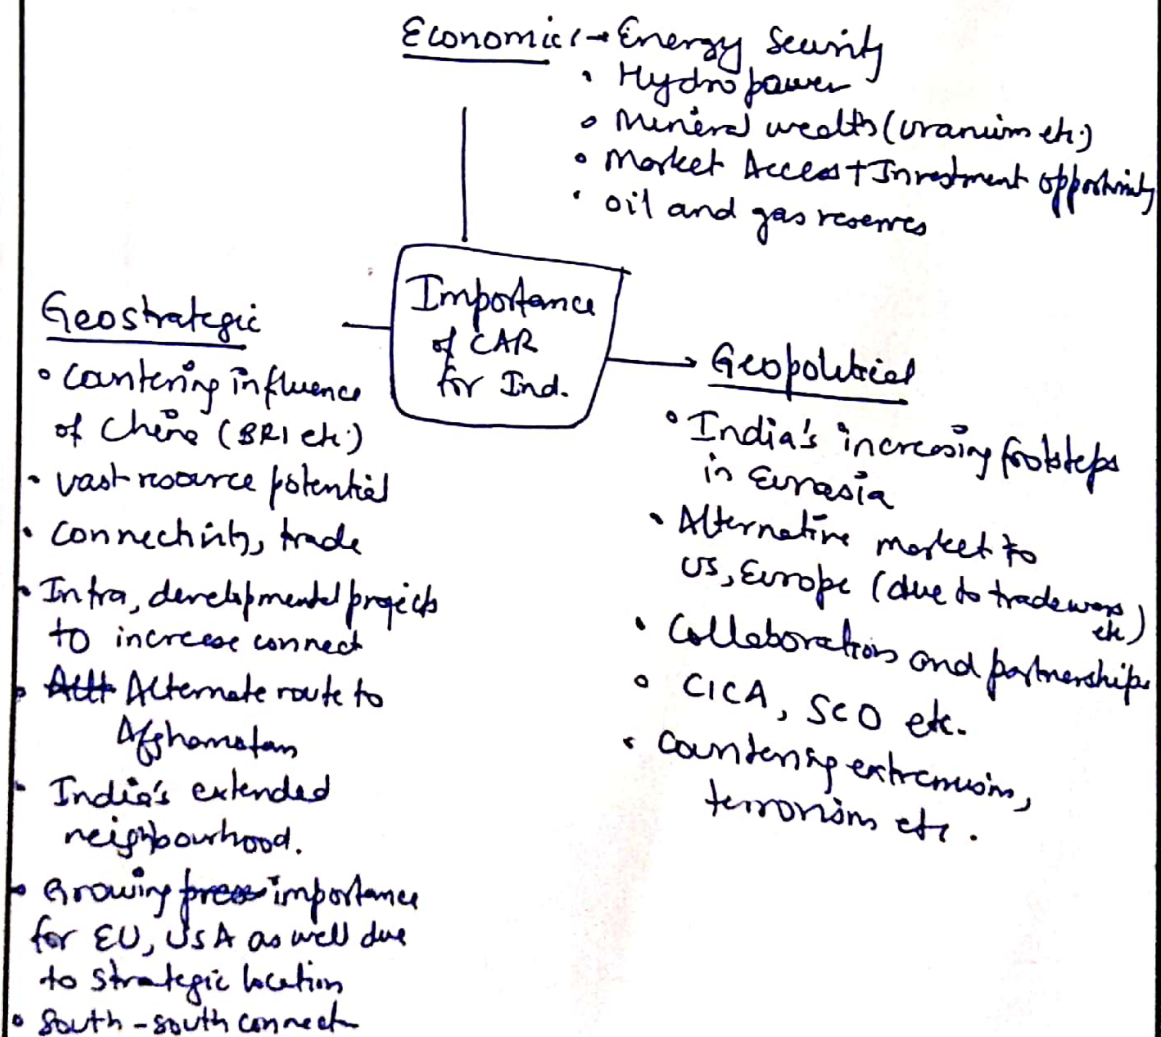 Economic :→ Energy Security
• Hydropower
• Mineral wealth (Uranium etc.)
• Market Access + Investment opportunity
• Oil and gas reserves
Importance
of CAR
for Ind.
Geostrategic
• Countering influence
of China (BRI etc.)
• Vast resource potential
• Connectivity, trade
• Infra, developmental projects
to increase connect
• Alternate route to
Afghanistan
• India's extended
neighbourhood.
• Growing importance
for EU, USA as well due
to strategic location
• South-south connect
Geopolitical
• India's increasing footsteps
in Eurasia
• Alternative market to
US, Europe (due to tradewars
etc)
• Collaborations and partnerships
• CICA, SCO etc.
• Countering extremism,
terrorism etc.